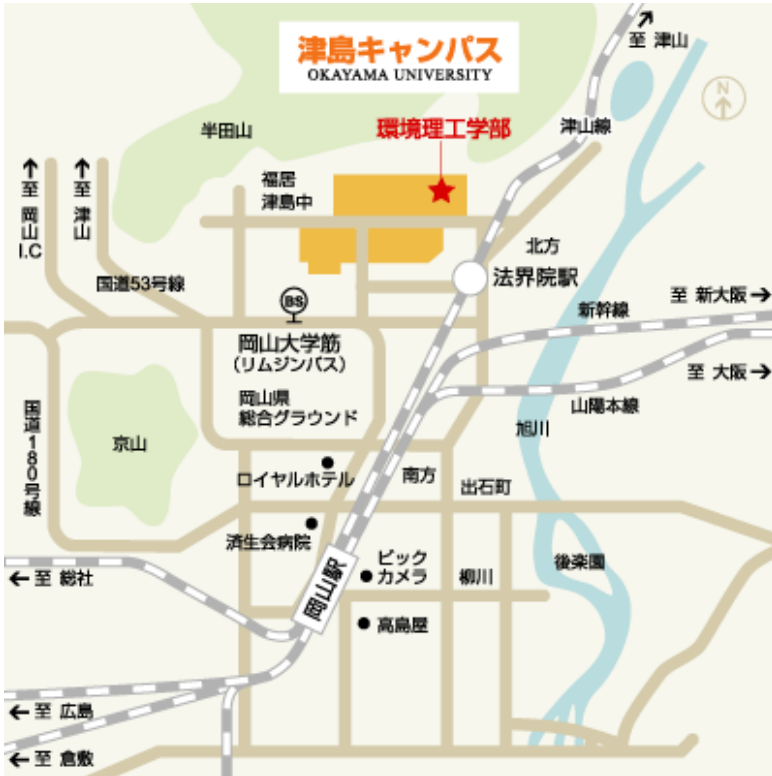 津島キャンパス
OKAYAMA UNIVERSITY
至 津山
N
半田山
環境理工学部
津山線
至 岡山 I.C
至 津山
福居
津島中
北方
国道53号線
法界院駅
BS
至 新大阪
新幹線
岡山大学筋
(リムジンバス)
至 大阪
岡山県
総合グラウンド
山陽本線
国道180号線
京山
旭川
ロイヤルホテル
南方
出石町
済生会病院
岡山駅
ビック
カメラ
柳川
後楽園
至 総社
高島屋
至 広島
至 倉敷